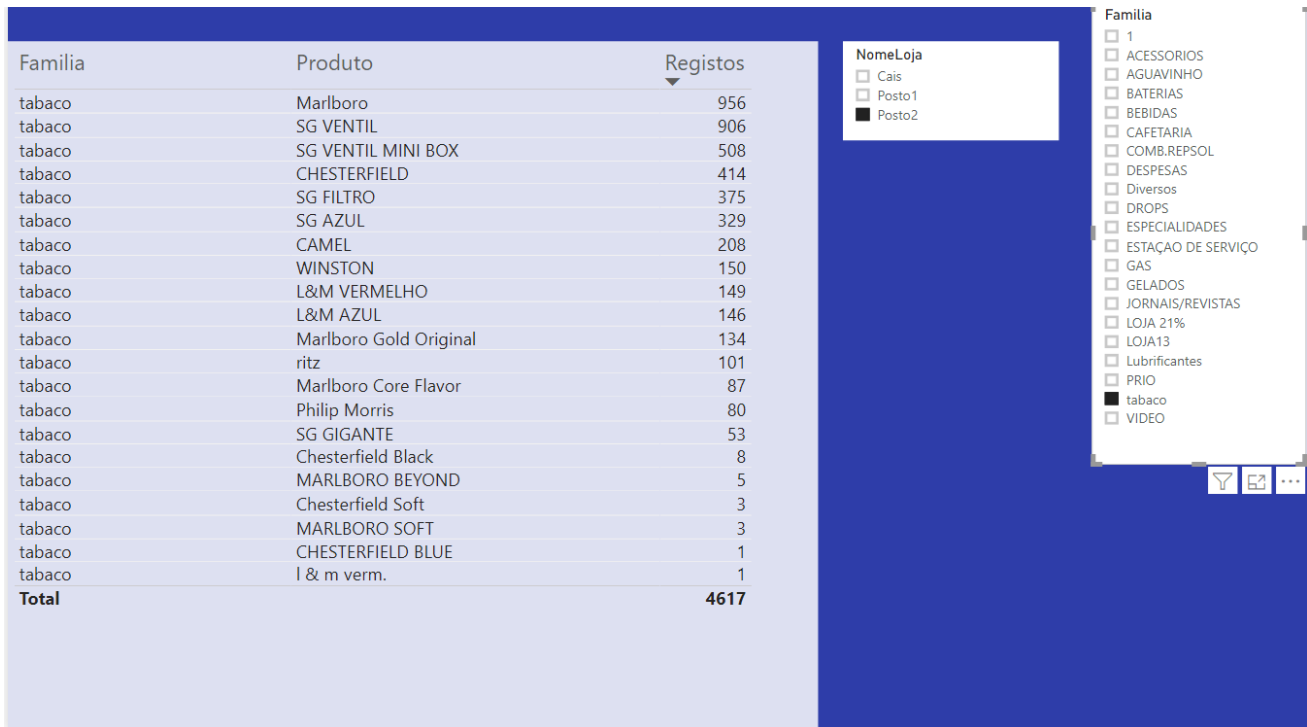 Familia Produto Registos
tabaco Marlboro 956
tabaco SG VENTIL 906
tabaco SG VENTIL MINI BOX 508
tabaco CHESTERFIELD 414
tabaco SG FILTRO 375
tabaco SG AZUL 329
tabaco CAMEL 208
tabaco WINSTON 150
tabaco L&M VERMELHO 149
tabaco L&M AZUL 146
tabaco Marlboro Gold Original 134
tabaco ritz 101
tabaco Marlboro Core Flavor 87
tabaco Philip Morris 80
tabaco SG GIGANTE 53
tabaco Chesterfield Black 8
tabaco MARLBORO BEYOND 5
tabaco Chesterfield Soft 3
tabaco MARLBORO SOFT 3
tabaco CHESTERFIELD BLUE 1
tabaco l & m verm. 1
Total 4617
NomeLoja
Cais
Posto1
Posto2
Familia
1
ACESSORIOS
AGUAVINHO
BATERIAS
BEBIDAS
CAFETARIA
COMB.REPSOL
DESPESAS
Diversos
DROPS
ESPECIALIDADES
ESTAÇAO DE SERVIÇO
GAS
GELADOS
JORNAIS/REVISTAS
LOJA 21%
LOJA13
Lubrificantes
PRIO
tabaco
VIDEO